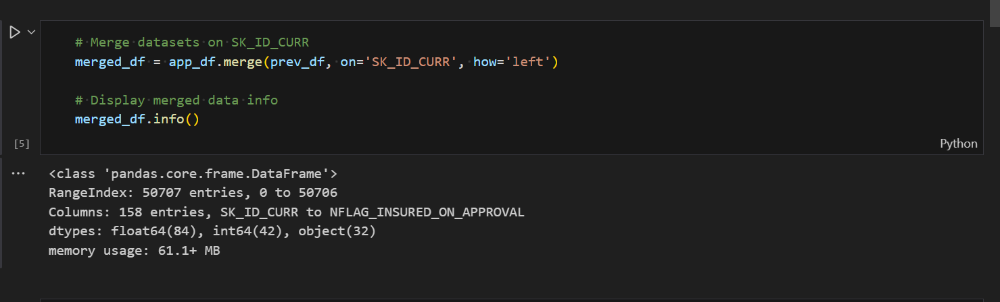 # Merge datasets on SK_ID_CURR
merged_df = app_df.merge(prev_df, on='SK_ID_CURR', how='left')
# Display merged data info
merged_df.info()
[5]
Python
<class 'pandas.core.frame.DataFrame'>
RangeIndex: 50707 entries, 0 to 50706
Columns: 158 entries, SK_ID_CURR to NFLAG_INSURED_ON_APPROVAL
dtypes: float64(84), int64(42), object(32)
memory usage: 61.1+ MB